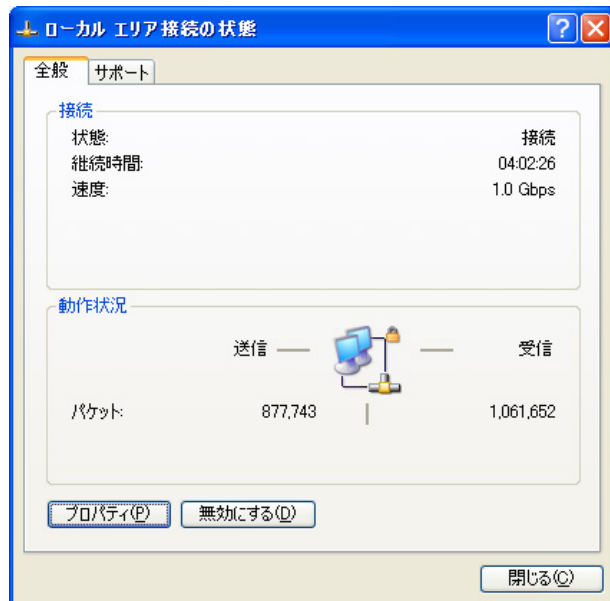 ローカル エリア接続の状態
全般 サポート
接続
状態: 接続
継続時間: 04:02:26
速度: 1.0 Gbps
動作状況
送信 受信
パケット: 877,743 1,061,652
プロパティ(P) 無効にする(D)
閉じる(C)